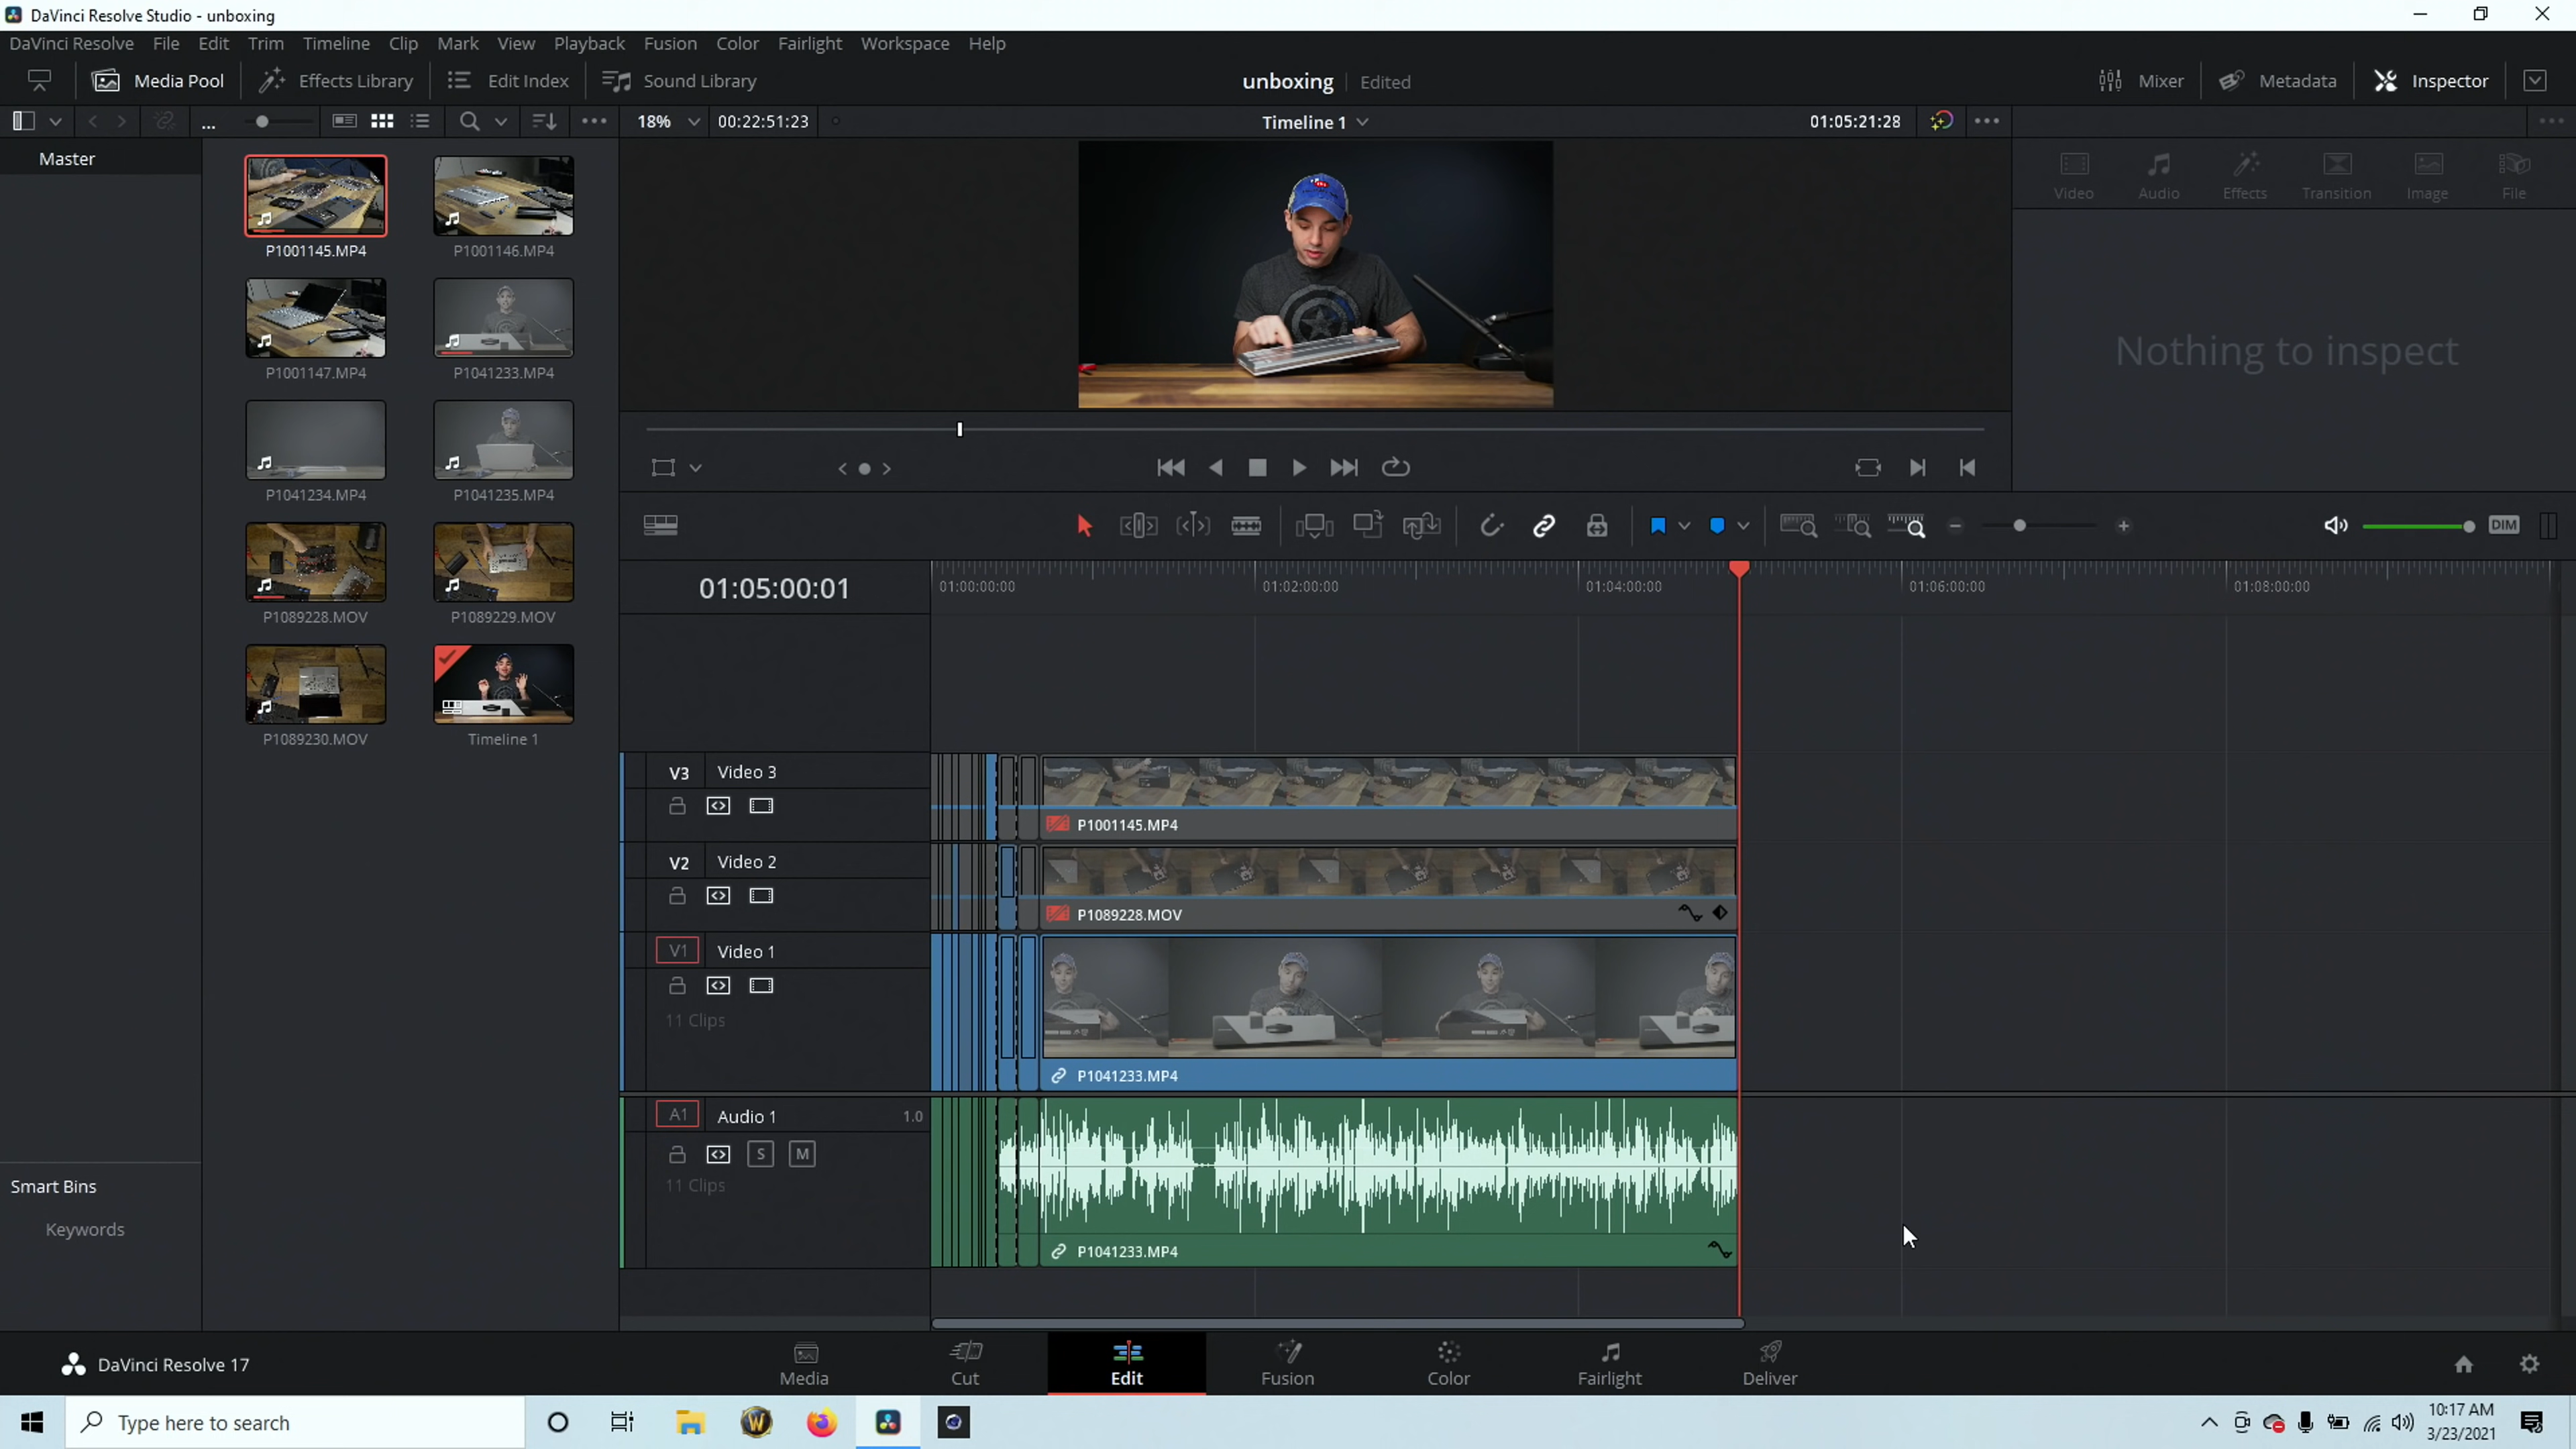 DaVinci Resolve Studio - unboxing
DaVinci Resolve File Edit Trim Timeline Clip Mark View Playback Fusion Color Fairlight Workspace Help
Media Pool Effects Library Edit Index Sound Library unboxing Edited Mixer Metadata Inspector
... 18% 00:22:51:23 Timeline 1 01:05:21:28
Master
Video Audio Effects Transition Image File
P1001145.MP4 P1001146.MP4
Nothing to inspect
P1001147.MP4 P1041233.MP4
P1041234.MP4 P1041235.MP4
DIM
01:05:00:01 01:00:00:00 01:02:00:00 01:04:00:00 01:06:00:00 01:08:00:00
P1089228.MOV P1089229.MOV
P1089230.MOV Timeline 1
V3 Video 3
P1001145.MP4
V2 Video 2
P1089228.MOV
V1 Video 1
11 Clips
P1041233.MP4
A1 Audio 1 1.0
S M
11 Clips
P1041233.MP4
Smart Bins
Keywords
DaVinci Resolve 17
Media Cut Edit Fusion Color Fairlight Deliver
Type here to search
W
10:17 AM
3/23/2021
3